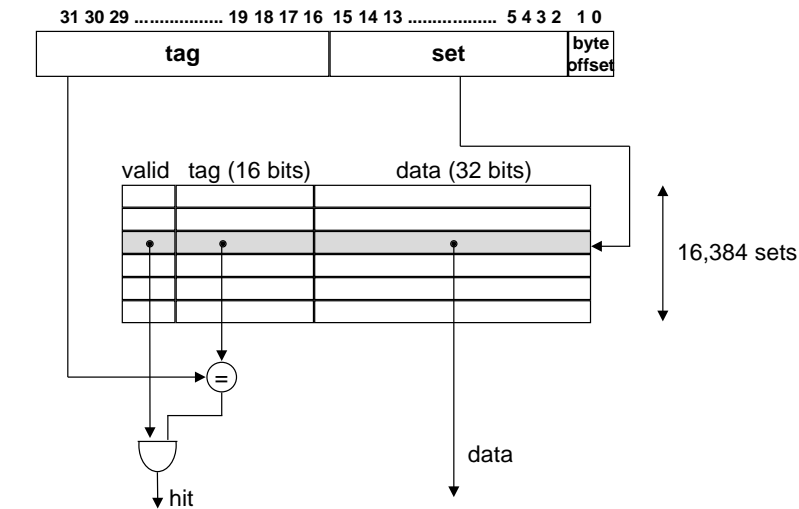 31 30 29 ................... 19 18 17 16 15 14 13 ................... 5 4 3 2 1 0
tag set byte
offset
valid tag (16 bits) data (32 bits)
16,384 sets
=
data
hit